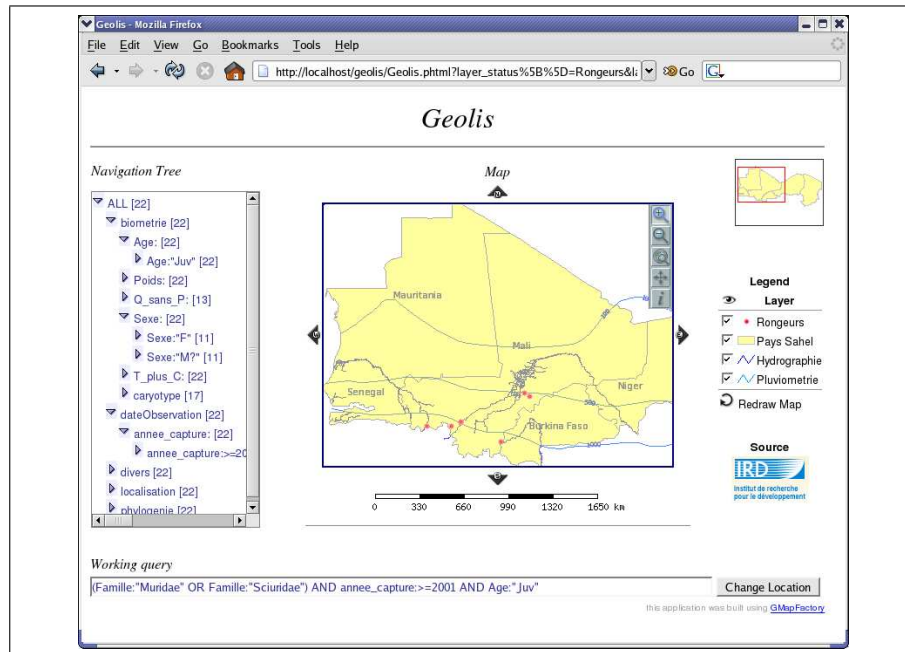 Geolis - Mozilla Firefox
File Edit View Go Bookmarks Tools Help
http://localhost/geolis/Geolis.phtml?layer_status%5B%5D=Rongeurs&l
Go
Geolis
Navigation Tree
ALL [22]
biometrie [22]
Age: [22]
Age:"Juv" [22]
Poids: [22]
Q_sans_P: [13]
Sexe: [22]
Sexe:"F" [11]
Sexe:"M?" [11]
T_plus_C: [22]
caryotype [17]
dateObservation [22]
annee_capture: [22]
annee_capture:>=20
divers [22]
localisation [22]
phylogenie [22]
Map
N
Mauritania
Mali
Senegal
Niger
Burkina Faso
1000
0 330 660 990 1320 1650 km
Legend
Layer
Rongeurs
Pays Sahel
Hydrographie
Pluviometrie
Redraw Map
Source
IRD
Institut de recherche
pour le développement
Working query
(Famille:"Muridae" OR Famille:"Sciuridae") AND annee_capture:>=2001 AND Age:"Juv"
Change Location
this application was built using GMapFactory